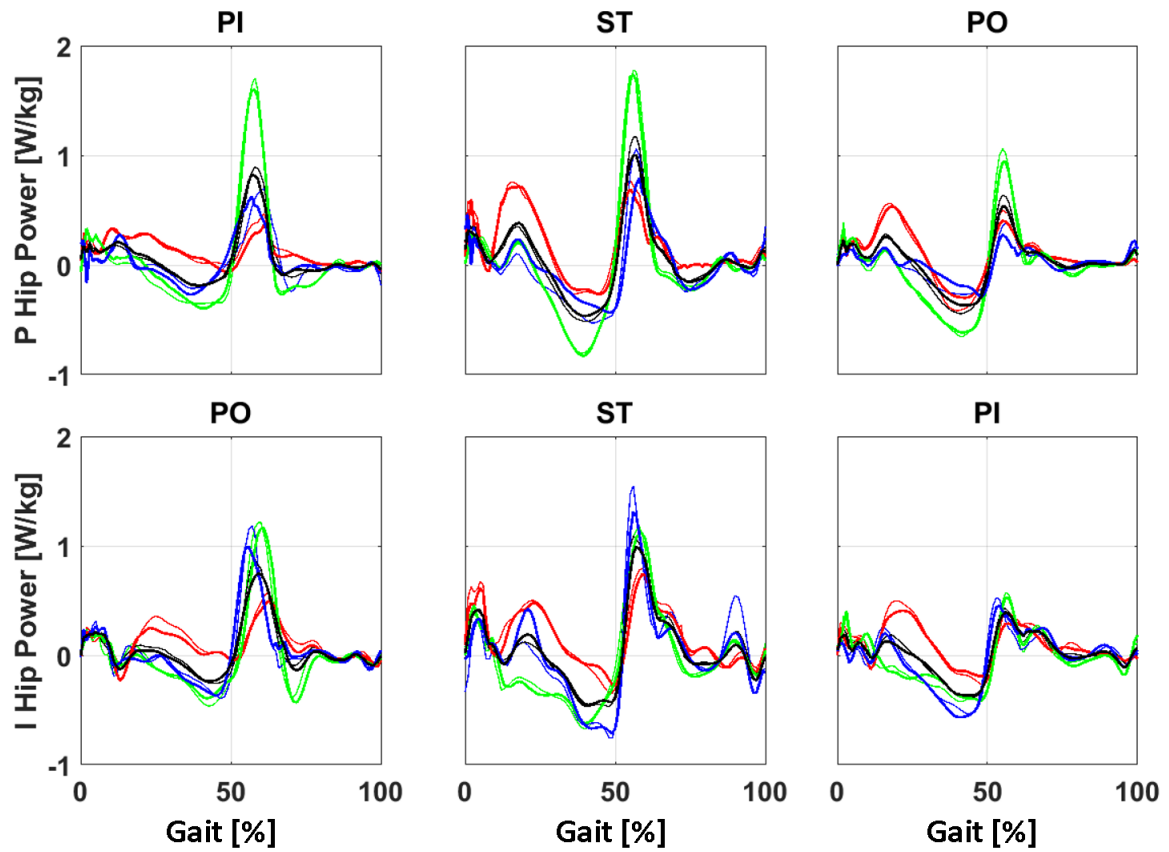 PI ST PO
P Hip Power [W/kg]
2
1
0
-1
PO ST PI
I Hip Power [W/kg]
2
1
0
-1
0 50 100 0 50 100 0 50 100
Gait [%] Gait [%] Gait [%]